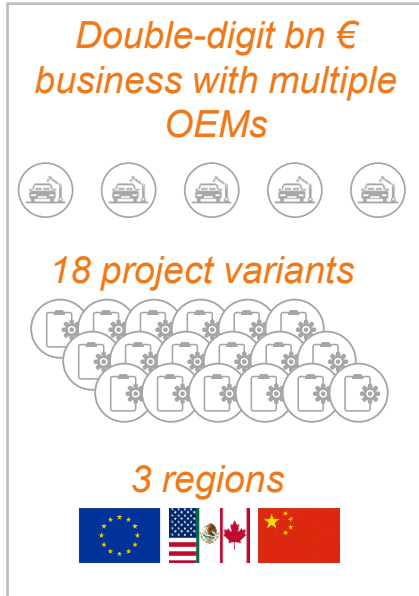 Double-digit bn €
business with multiple
OEMs
18 project variants
3 regions